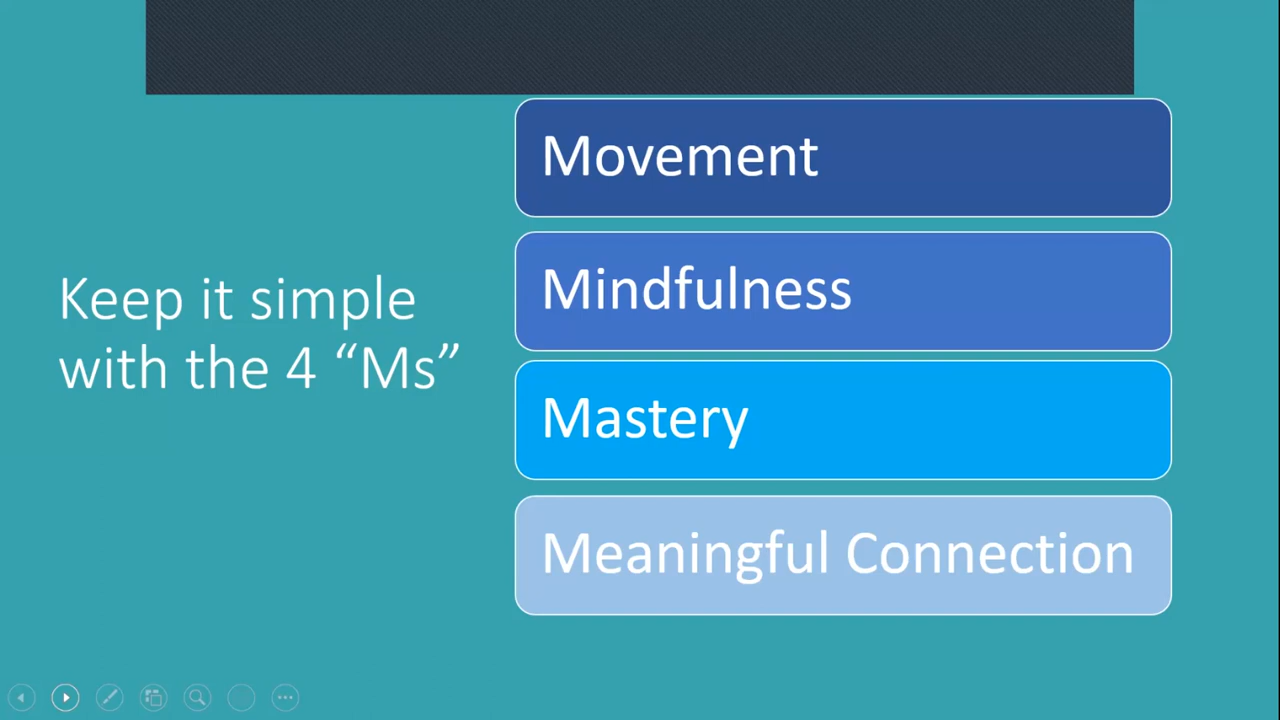 Keep it simple
with the 4 “Ms”
Movement
Mindfulness
Mastery
Meaningful Connection